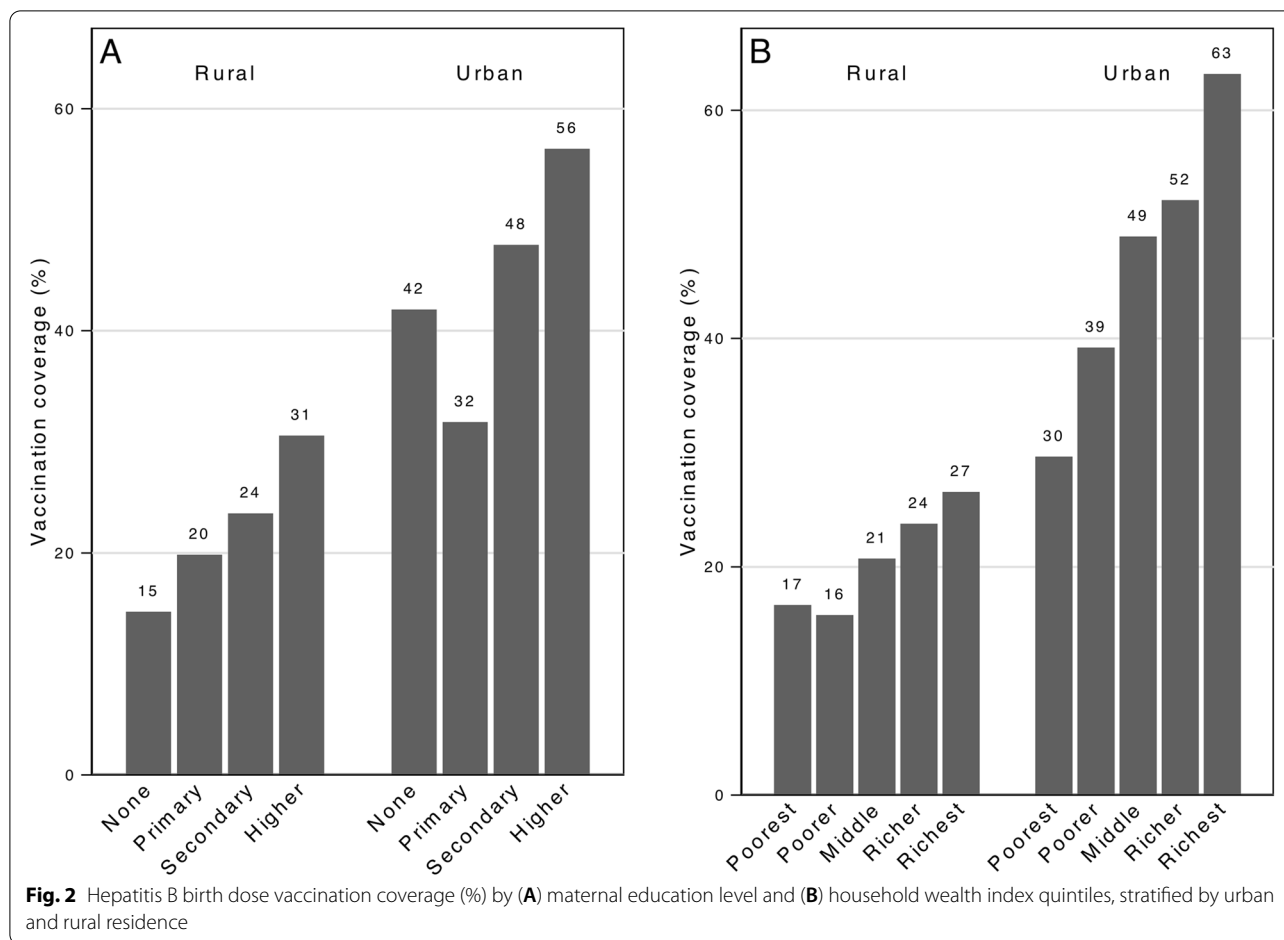 A
Rural
Urban
Vaccination coverage (%)
60
40
20
0
15
20
24
31
42
32
48
56
None
Primary
Secondary
Higher
None
Primary
Secondary
Higher
B
Rural
Urban
Vaccination coverage (%)
60
40
20
0
17
16
21
24
27
30
39
49
52
63
Poorest
Poorer
Middle
Richer
Richest
Poorest
Poorer
Middle
Richer
Richest
Fig. 2 Hepatitis B birth dose vaccination coverage (%) by (A) maternal education level and (B) household wealth index quintiles, stratified by urban
and rural residence